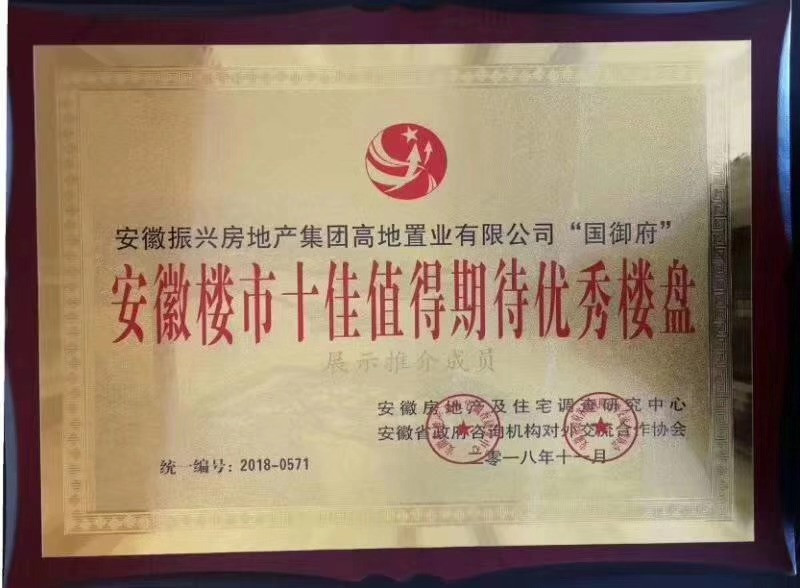 安徽振兴房地产集团高地置业有限公司“国御府”
安徽楼市十佳值得期待优秀楼盘
展示推介成员
安徽房地产及住宅调查研究中心
安徽省政府咨询机构对外交流合作协会
统一编号：2018-0571
二零一八年十一月